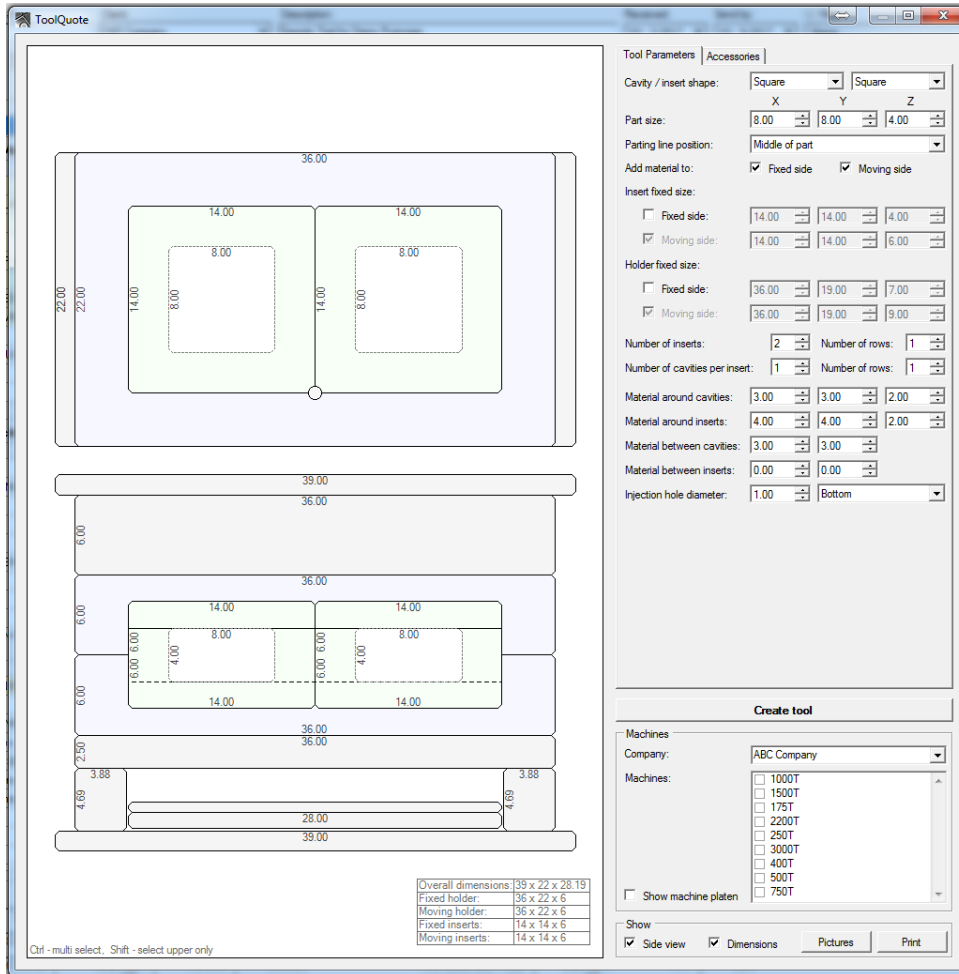 ToolQuote
Tool Parameters Accessories
Cavity / insert shape: Square Square
X Y Z
Part size: 8.00 8.00 4.00
Parting line position: Middle of part
Add material to: Fixed side Moving side
Insert fixed size:
Fixed side: 14.00 14.00 4.00
Moving side: 14.00 14.00 6.00
Holder fixed size:
Fixed side: 36.00 19.00 7.00
Moving side: 36.00 19.00 9.00
Number of inserts: 2 Number of rows: 1
Number of cavities per insert: 1 Number of rows: 1
Material around cavities: 3.00 3.00 2.00
Material around inserts: 4.00 4.00 2.00
Material between cavities: 3.00 3.00
Material between inserts: 0.00 0.00
Injection hole diameter: 1.00 Bottom
Create tool
Machines
Company: ABC Company
Machines: 1000T
1500T
175T
2200T
250T
3000T
400T
500T
750T
Show machine platen
Show
Side view Dimensions Pictures Print
36.00
14.00 14.00
8.00 8.00
22.00 22.00 14.00 8.00 14.00 8.00
39.00
36.00
6.00
36.00
14.00 14.00
6.00
8.00 8.00
6.00 4.00 6.00 4.00
6.00 6.00
14.00 14.00
6.00
36.00
36.00
2.50
3.88 3.88
4.69 4.69
28.00
39.00
Overall dimensions: 39 x 22 x 28.19
Fixed holder: 36 x 22 x 6
Moving holder: 36 x 22 x 6
Fixed inserts: 14 x 14 x 6
Moving inserts: 14 x 14 x 6
Ctrl - multi select, Shift - select upper only